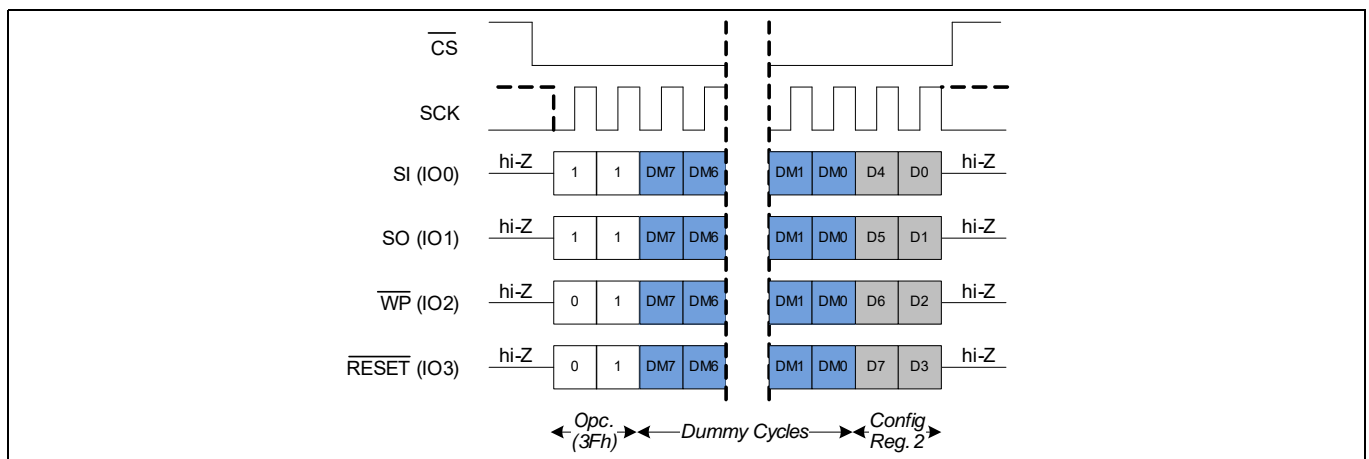 CS
SCK
SI (IO0) hi-Z 1 1 DM7 DM6 DM1 DM0 D4 D0 hi-Z
SO (IO1) hi-Z 1 1 DM7 DM6 DM1 DM0 D5 D1 hi-Z
WP (IO2) hi-Z 0 1 DM7 DM6 DM1 DM0 D6 D2 hi-Z
RESET (IO3) hi-Z 0 1 DM7 DM6 DM1 DM0 D7 D3 hi-Z
Opc. (3Fh) Dummy Cycles Config Reg. 2